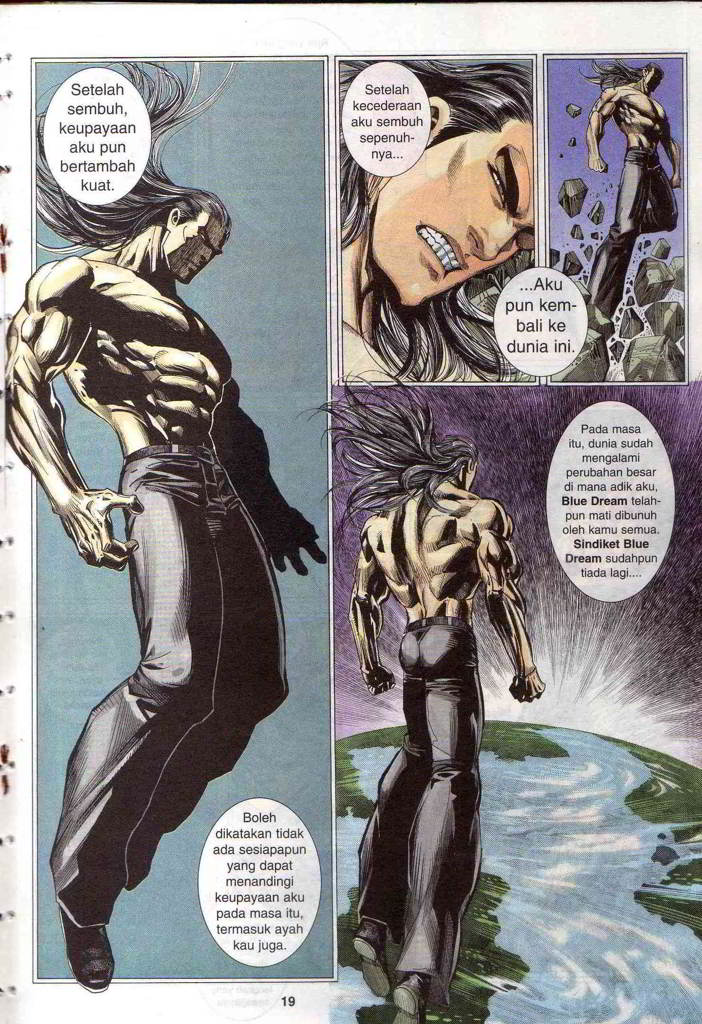 Setelah
sembuh,
keupayaan
aku pun
bertambah
kuat.
Boleh
dikatakan tidak
ada sesiapapun
yang dapat
menandingi
keupayaan aku
pada masa itu,
termasuk ayah
kau juga.
Setelah
kecederaan
aku sembuh
sepenuh-
nya...
...Aku
pun kem-
bali ke
dunia ini.
Pada masa
itu, dunia sudah
mengalami
perubahan besar
di mana adik aku,
Blue Dream telah-
pun mati dibunuh
oleh kamu semua.
Sindiket Blue
Dream sudahpun
tiada lagi....
19